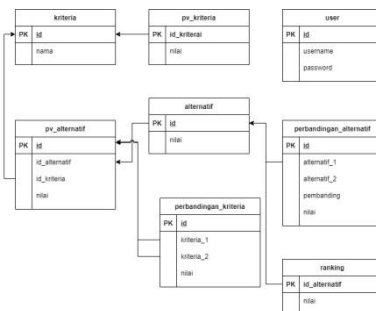 kriteria
PK id
nama
pv_kriteria
PK id_kriterai
nilai
user
PK id
username
password
alternatif
PK id
nilai
pv_alternatif
PK id
id_alternatif
id_kriteria
nilai
perbandingan_alternatif
PK id
alternatif_1
alternatif_2
pembanding
nilai
perbandingan_kriteria
PK id
kriteria_1
kriteria_2
nilai
ranking
PK id_alternatif
nilai